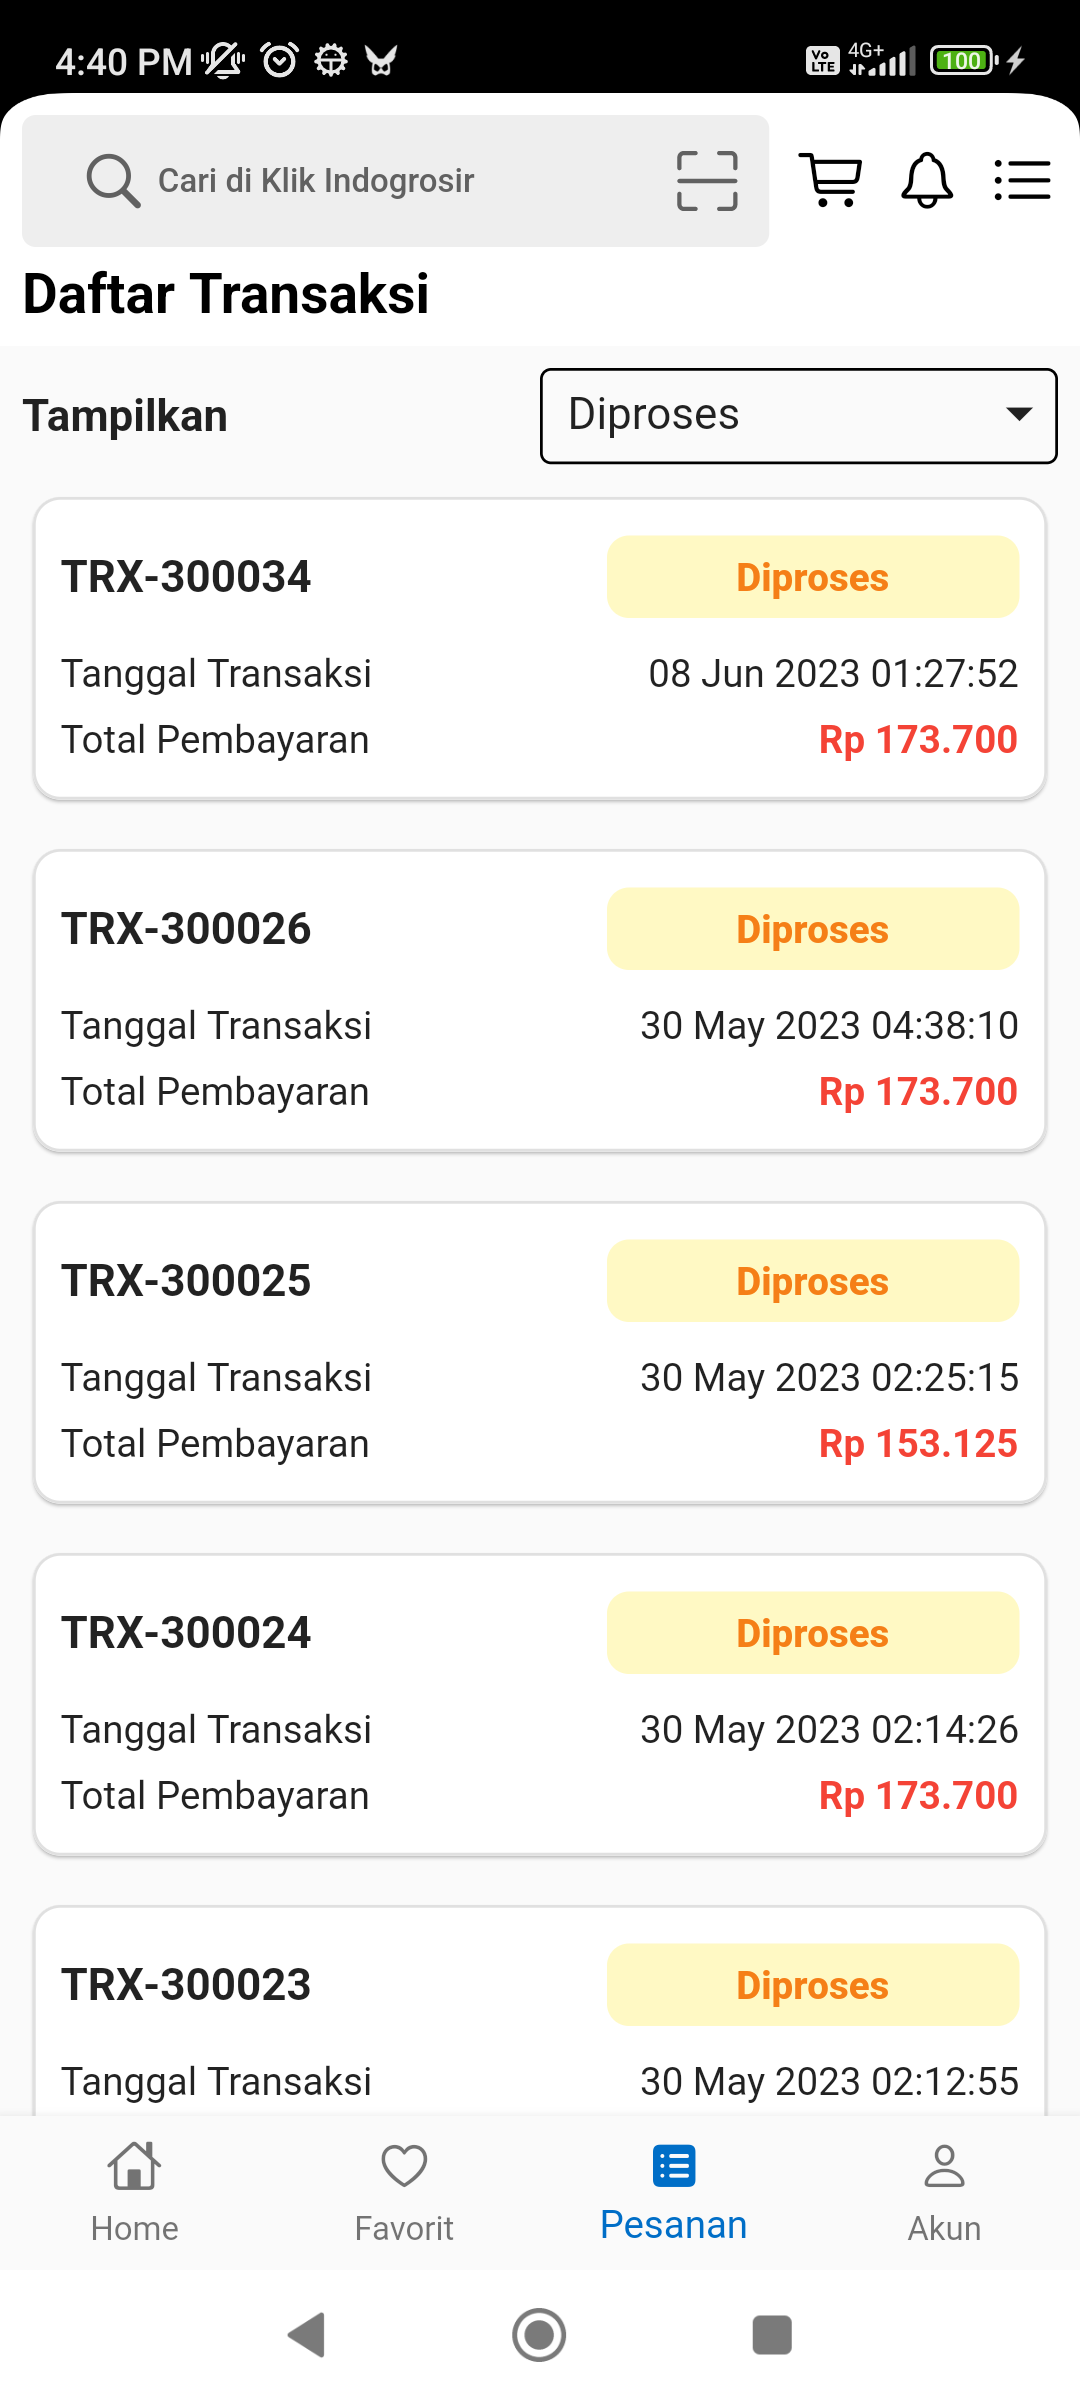 4:40 PM
Vo LTE
4G+
100
Cari di Klik Indogrosir
Daftar Transaksi
Tampilkan
Diproses
TRX-300034
Diproses
Tanggal Transaksi
08 Jun 2023 01:27:52
Total Pembayaran
Rp 173.700
TRX-300026
Diproses
Tanggal Transaksi
30 May 2023 04:38:10
Total Pembayaran
Rp 173.700
TRX-300025
Diproses
Tanggal Transaksi
30 May 2023 02:25:15
Total Pembayaran
Rp 153.125
TRX-300024
Diproses
Tanggal Transaksi
30 May 2023 02:14:26
Total Pembayaran
Rp 173.700
TRX-300023
Diproses
Tanggal Transaksi
30 May 2023 02:12:55
Home
Favorit
Pesanan
Akun